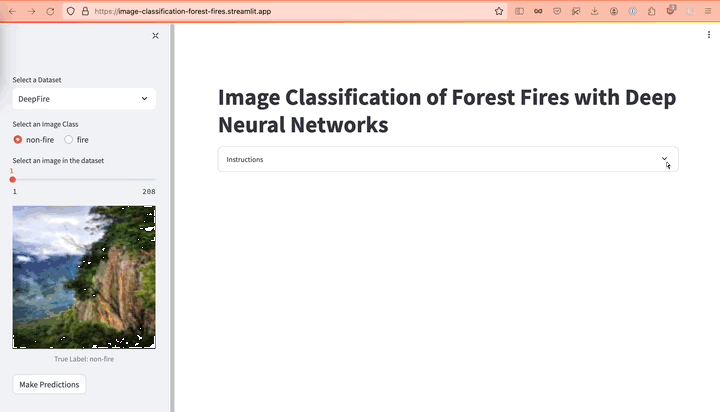 https://image-classification-forest-fires.streamlit.app
Select a Dataset
DeepFire
Select an Image Class
non-fire
fire
Select an image in the dataset
1
1
208
True Label: non-fire
Make Predictions
Image Classification of Forest Fires with Deep
Neural Networks
Instructions